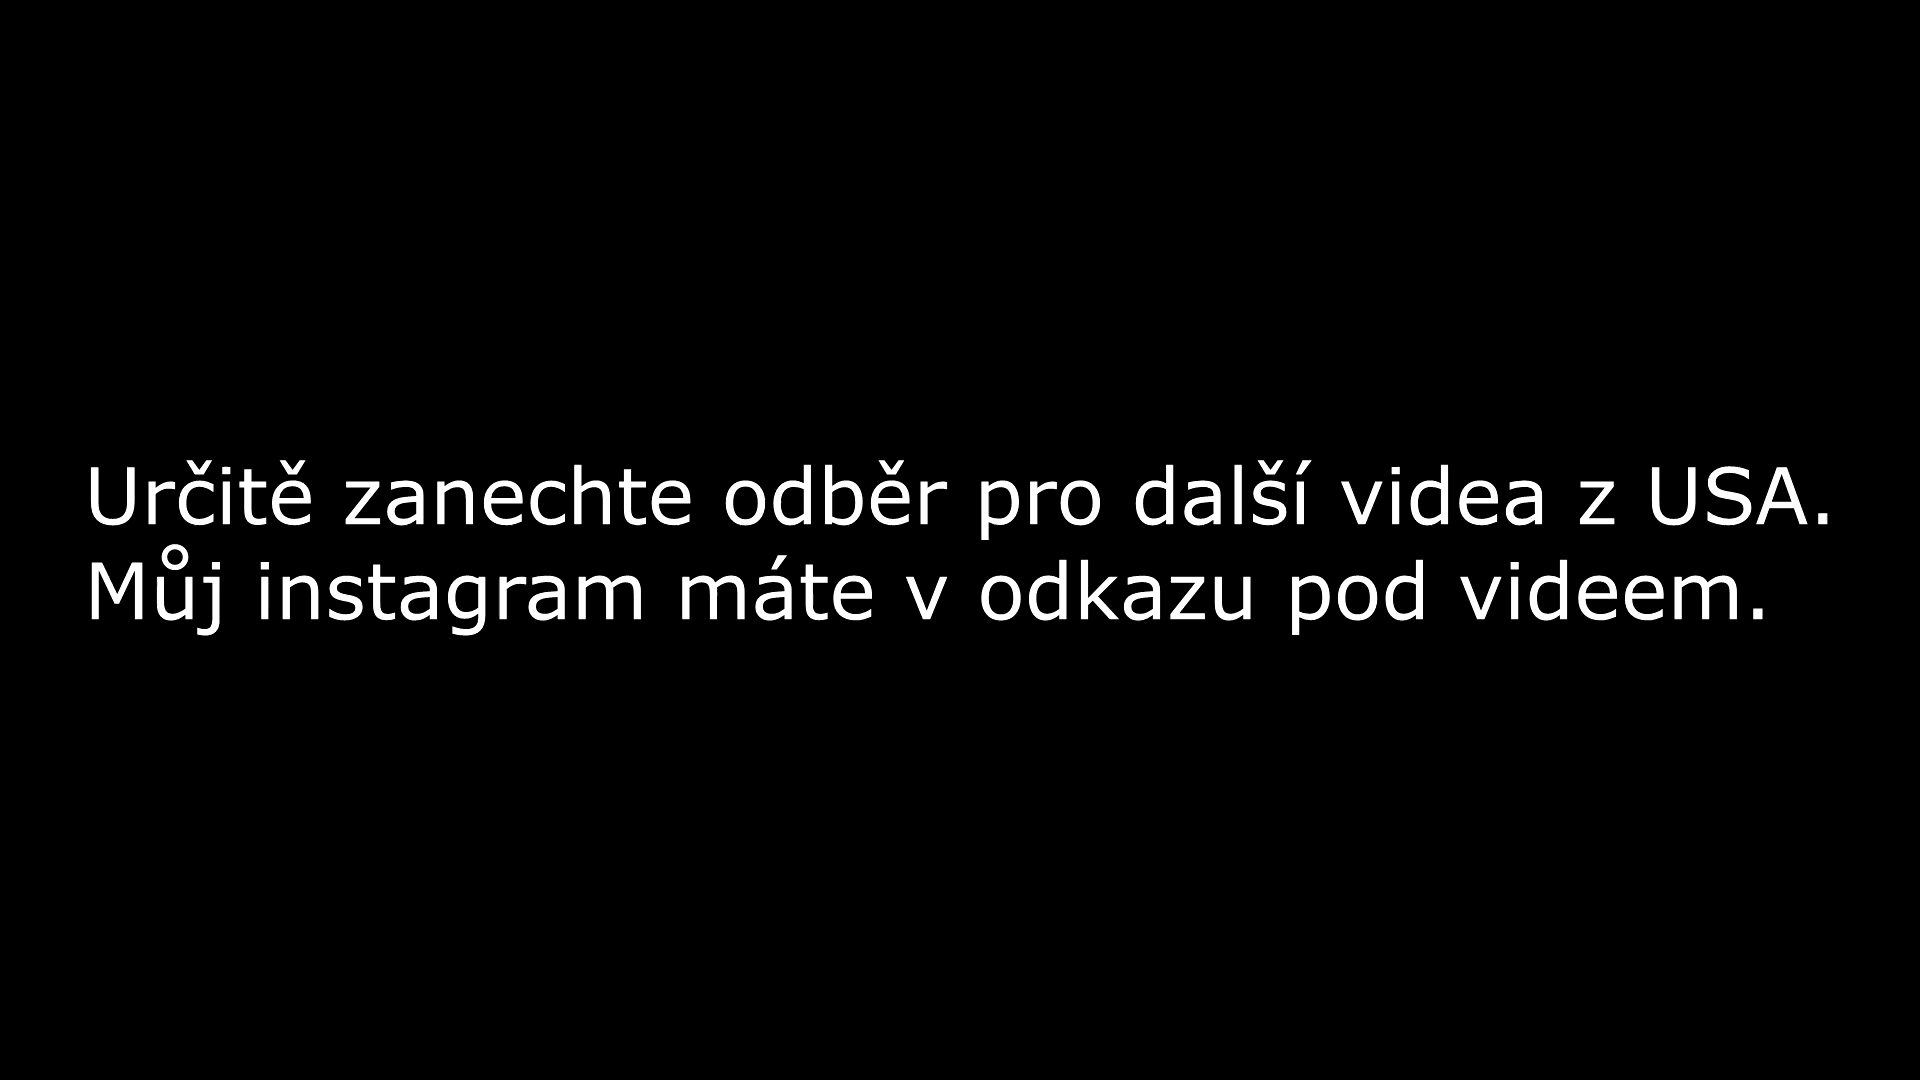 Určitě zanechte odběr pro další videa z USA.
Můj instagram máte v odkazu pod videem.